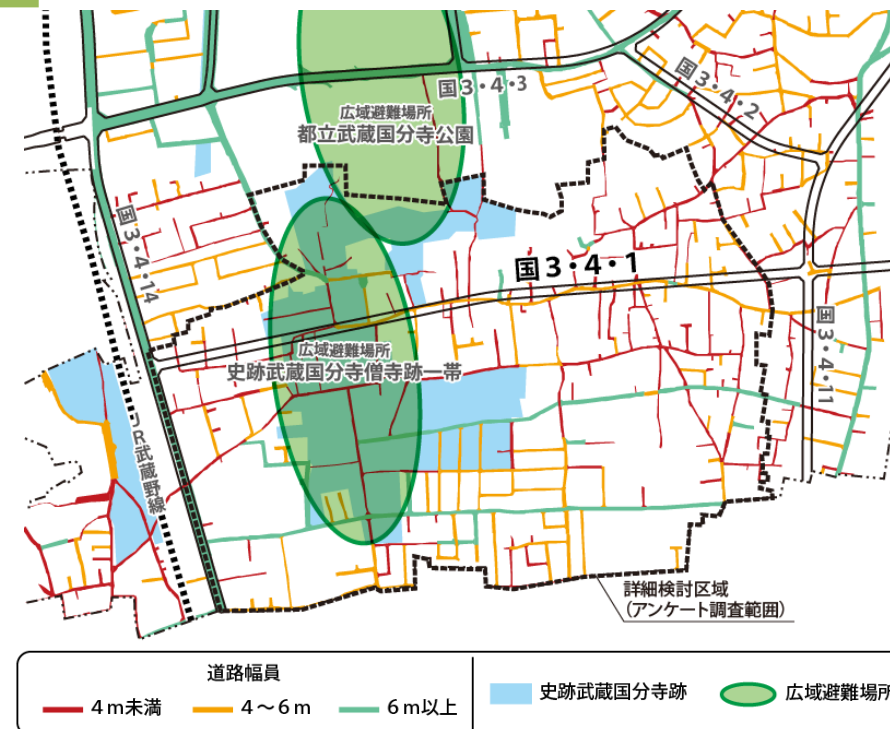 国3・4・3
国3・4・2
広域避難場所
都立武蔵国分寺公園
国3・4・14
国3・4・1
国3・4・11
広域避難場所
史跡武蔵国分寺僧寺跡一帯
JR武蔵野線
詳細検討区域
（アンケート調査範囲）
道路幅員
4m未満
4～6m
6m以上
史跡武蔵国分寺跡
広域避難場所